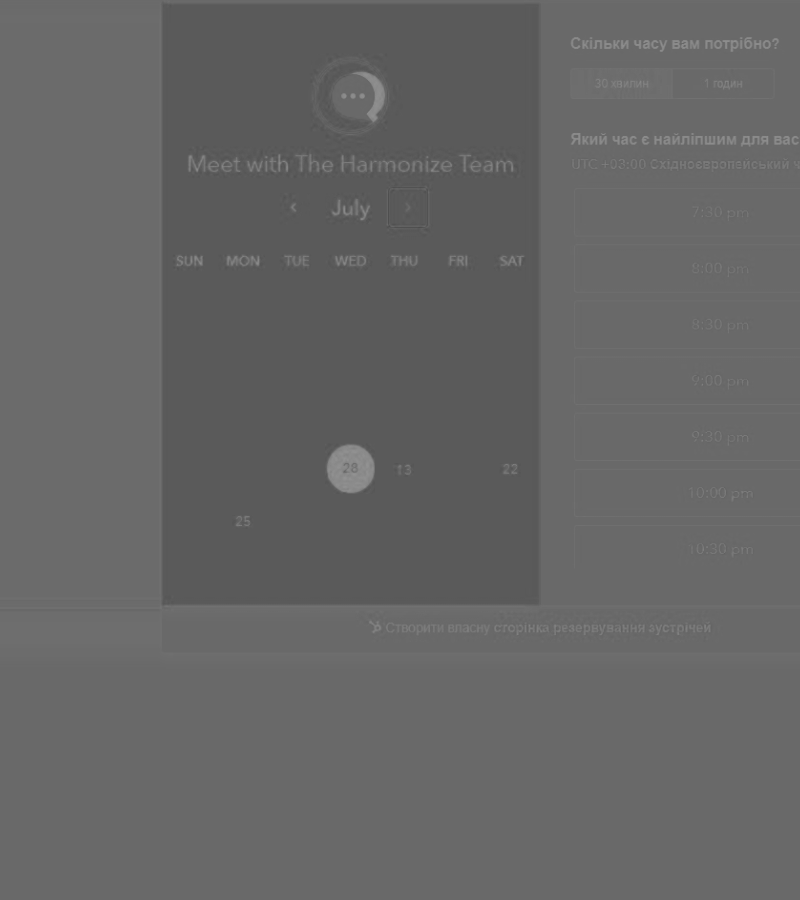 Meet with The Harmonize Team
July
SUN MON TUE WED THU FRI SAT
28 13 22
25
Скільки часу вам потрібно?
30 хвилин 1 годин
Який час є найліпшим для вас
UTC +03:00 Східноєвропейський ч
7:30 pm
8:00 pm
8:30 pm
9:00 pm
9:30 pm
10:00 pm
10:30 pm
Створити власну сторінка резервування зустрічей